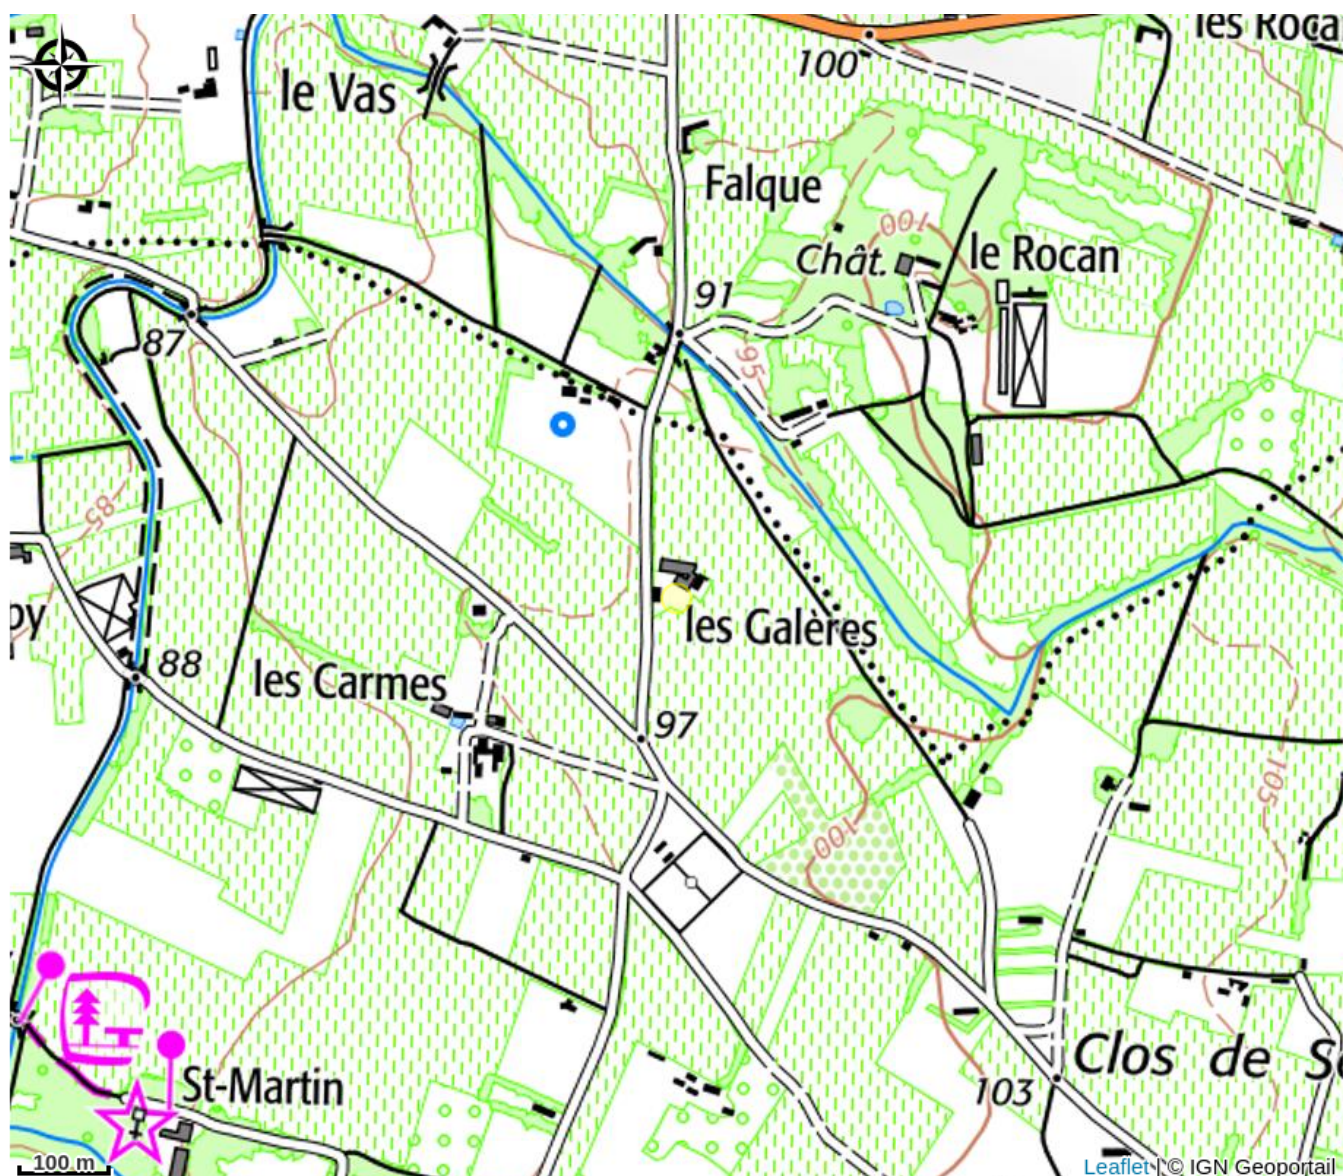 les Roca
100
le Vas
Falque
100
Chât.
le Rocan
91
87
95
85
les Galères
py
88
les Carmes
97
105
100
St-Martin
Clos de S
103
100 m
Leaflet | © IGN Geoportail